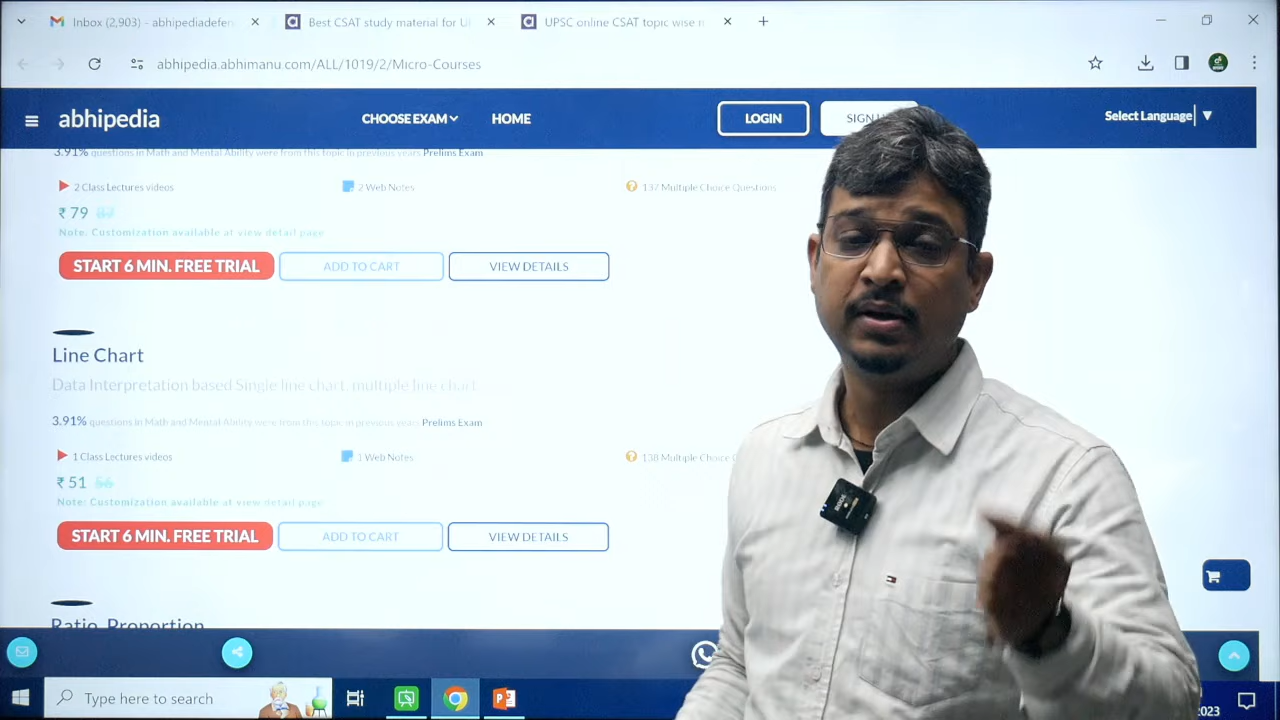 Inbox (2,903) - abhipediadefen
Best CSAT study material for UI
UPSC online CSAT topic wise n
abhipedia.abhimanu.com/ALL/1019/2/Micro-Courses
abhipedia
CHOOSE EXAM
HOME
LOGIN
SIGN
Select Language
3.91% questions in Math and Mental Ability were from this topic in previous years Prelims Exam
2 Class Lectures videos
2 Web Notes
137 Multiple Choice Questions
₹ 79
Note: Customization available at view detail page
START 6 MIN. FREE TRIAL
ADD TO CART
VIEW DETAILS
Line Chart
Data Interpretation based Single line chart, multiple line chart
3.91% questions in Math and Mental Ability were from this topic in previous years Prelims Exam
1 Class Lectures videos
1 Web Notes
138 Multiple Choice
₹ 51 56
Note: Customization available at view detail page
START 6 MIN. FREE TRIAL
ADD TO CART
VIEW DETAILS
Ratio, Proportion
Type here to search
2023